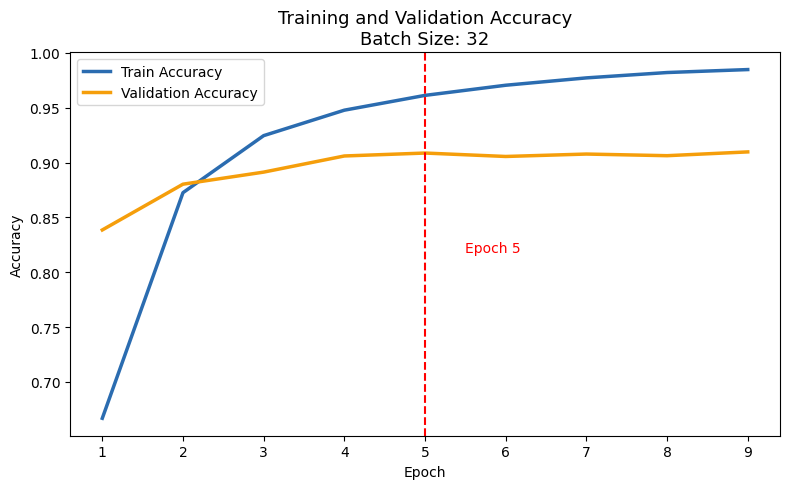 Training and Validation Accuracy
Batch Size: 32
Train Accuracy
Validation Accuracy
Accuracy
1.00
0.95
0.90
0.85
0.80
0.75
0.70
Epoch 5
1 2 3 4 5 6 7 8 9
Epoch